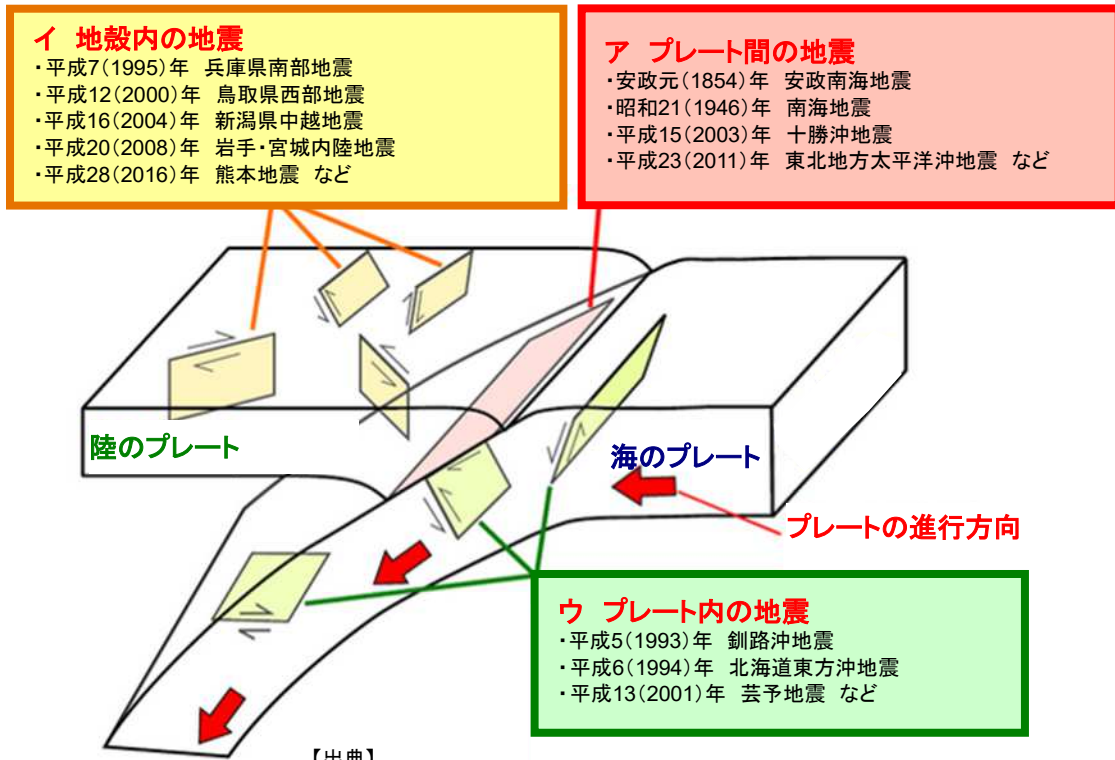 イ 地殻内の地震
・平成7(1995)年 兵庫県南部地震
・平成12(2000)年 鳥取県西部地震
・平成16(2004)年 新潟県中越地震
・平成20(2008)年 岩手・宮城内陸地震
・平成28(2016)年 熊本地震 など
ア プレート間の地震
・安政元(1854)年 安政南海地震
・昭和21(1946)年 南海地震
・平成15(2003)年 十勝沖地震
・平成23(2011)年 東北地方太平洋沖地震 など
陸のプレート
海のプレート
プレートの進行方向
ウ プレート内の地震
・平成5(1993)年 釧路沖地震
・平成6(1994)年 北海道東方沖地震
・平成13(2001)年 芸予地震 など
【出典】